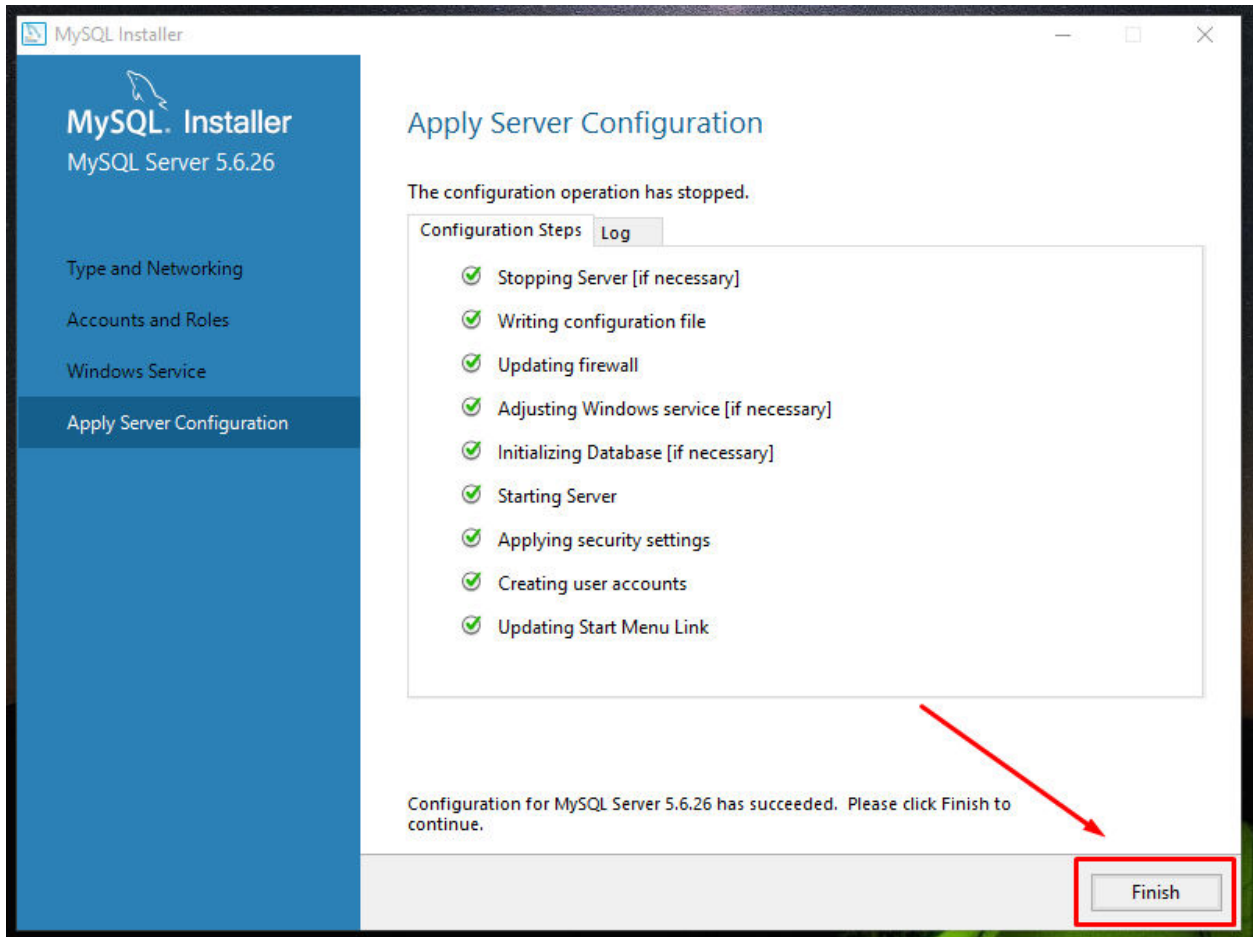 MySQL Installer
MySQL. Installer
MySQL Server 5.6.26
Type and Networking
Accounts and Roles
Windows Service
Apply Server Configuration
Apply Server Configuration
The configuration operation has stopped.
Configuration Steps Log
Stopping Server [if necessary]
Writing configuration file
Updating firewall
Adjusting Windows service [if necessary]
Initializing Database [if necessary]
Starting Server
Applying security settings
Creating user accounts
Updating Start Menu Link
Configuration for MySQL Server 5.6.26 has succeeded. Please click Finish to
continue.
Finish